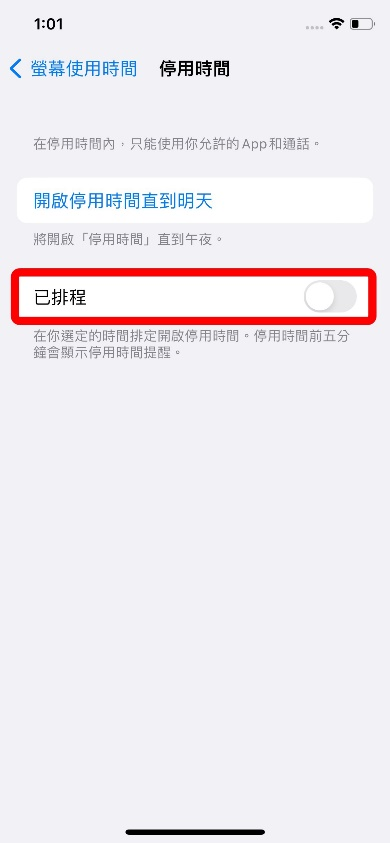 1:01
螢幕使用時間 停用時間
在停用時間內，只能使用你允許的App和通話。
開啟停用時間直到明天
將開啟「停用時間」直到午夜。
已排程
在你選定的時間排定開啟停用時間。停用時間前五分
鐘會顯示停用時間提醒。